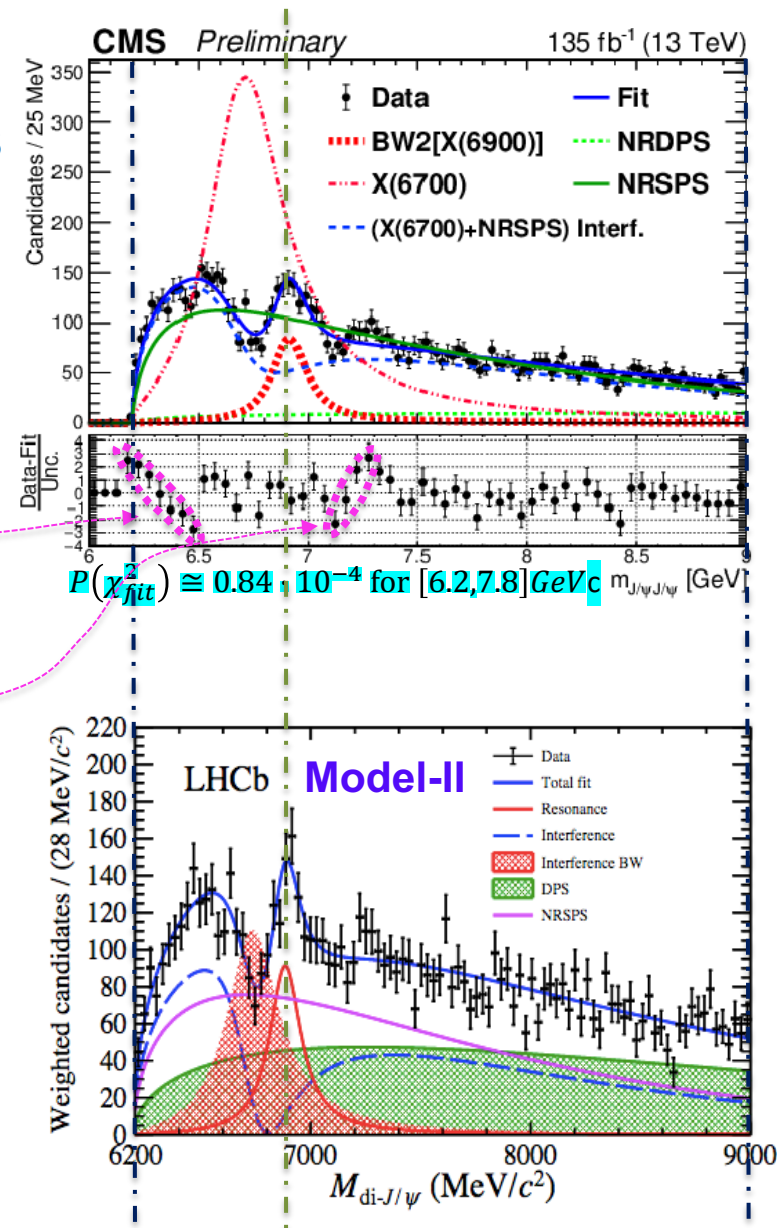 CMS Preliminary 135 fb⁻¹ (13 TeV)
Candidates / 25 MeV
350
300
250
200
150
100
50
0
Data
Fit
BW2[X(6900)]
NRDPS
X(6700)
NRSPS
(X(6700)+NRSPS) Interf.
Data-Fit
Unc.
4
3
2
1
0
−1
−2
−3
−4
6 6.5 7 7.5 8 8.5 9
P(χ²fit) ≅ 0.84 · 10⁻⁴ for [6.2,7.8]GeVc m J/ψJ/ψ [GeV]
LHCb Model-II
Weighted candidates / (28 MeV/c²)
220
200
180
160
140
120
100
80
60
40
20
0
Data
Total fit
Resonance
Interference
Interference BW
DPS
NRSPS
6200 7000 8000 9000
M di-J/ψ (MeV/c²)